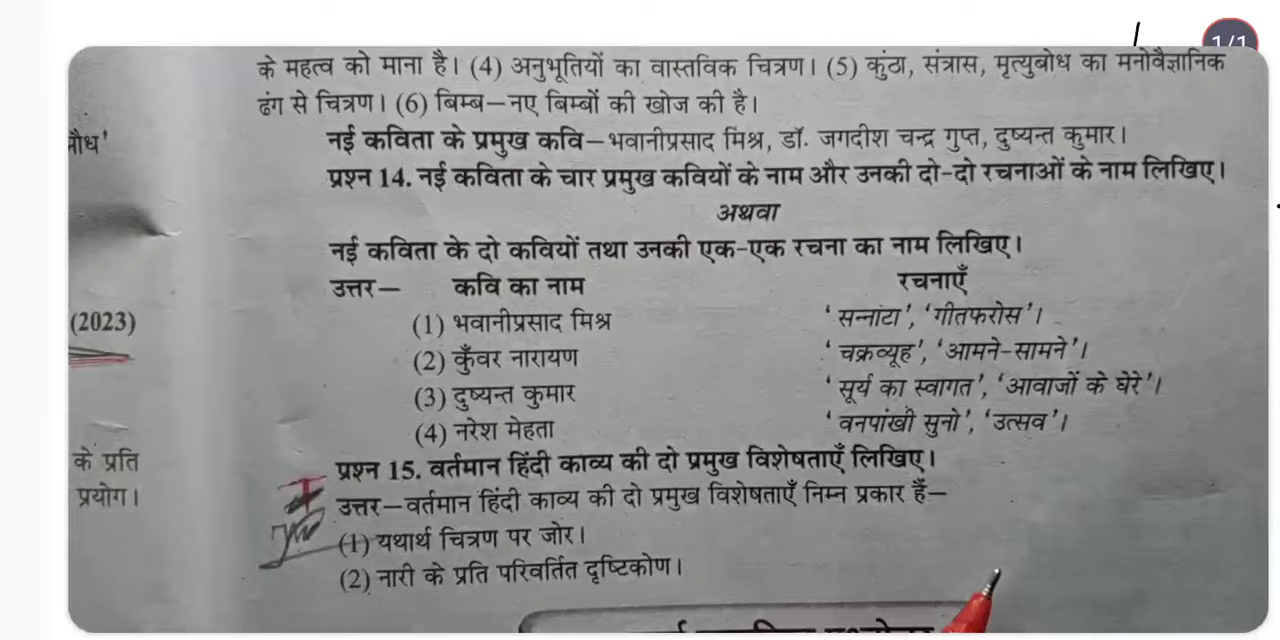 1/1
के महत्व को माना है। (4) अनुभूतियों का वास्तविक चित्रण। (5) कुंठा, संत्रास, मृत्युबोध का मनोवैज्ञानिक
ढंग से चित्रण। (6) बिम्ब–नए बिम्बों की खोज की है।
नई कविता के प्रमुख कवि–भवानीप्रसाद मिश्र, डॉ. जगदीश चन्द्र गुप्त, दुष्यन्त कुमार।
प्रश्न 14. नई कविता के चार प्रमुख कवियों के नाम और उनकी दो-दो रचनाओं के नाम लिखिए।
अथवा
नई कविता के दो कवियों तथा उनकी एक-एक रचना का नाम लिखिए।
उत्तर– कवि का नाम रचनाएँ
(1) भवानीप्रसाद मिश्र 'सन्नांटा', 'गीतफरोस'।
(2) कुँवर नारायण 'चक्रव्यूह', 'आमने-सामने'।
(3) दुष्यन्त कुमार 'सूर्य का स्वागत', 'आवाजों के घेरे'।
(4) नरेश मेहता 'वनपांखी सुनो', 'उत्सव'।
प्रश्न 15. वर्तमान हिंदी काव्य की दो प्रमुख विशेषताएँ लिखिए।
उत्तर–वर्तमान हिंदी काव्य की दो प्रमुख विशेषताएँ निम्न प्रकार हैं–
(1) यथार्थ चित्रण पर जोर।
(2) नारी के प्रति परिवर्तित दृष्टिकोण।
(2023)
के प्रति
प्रयोग।